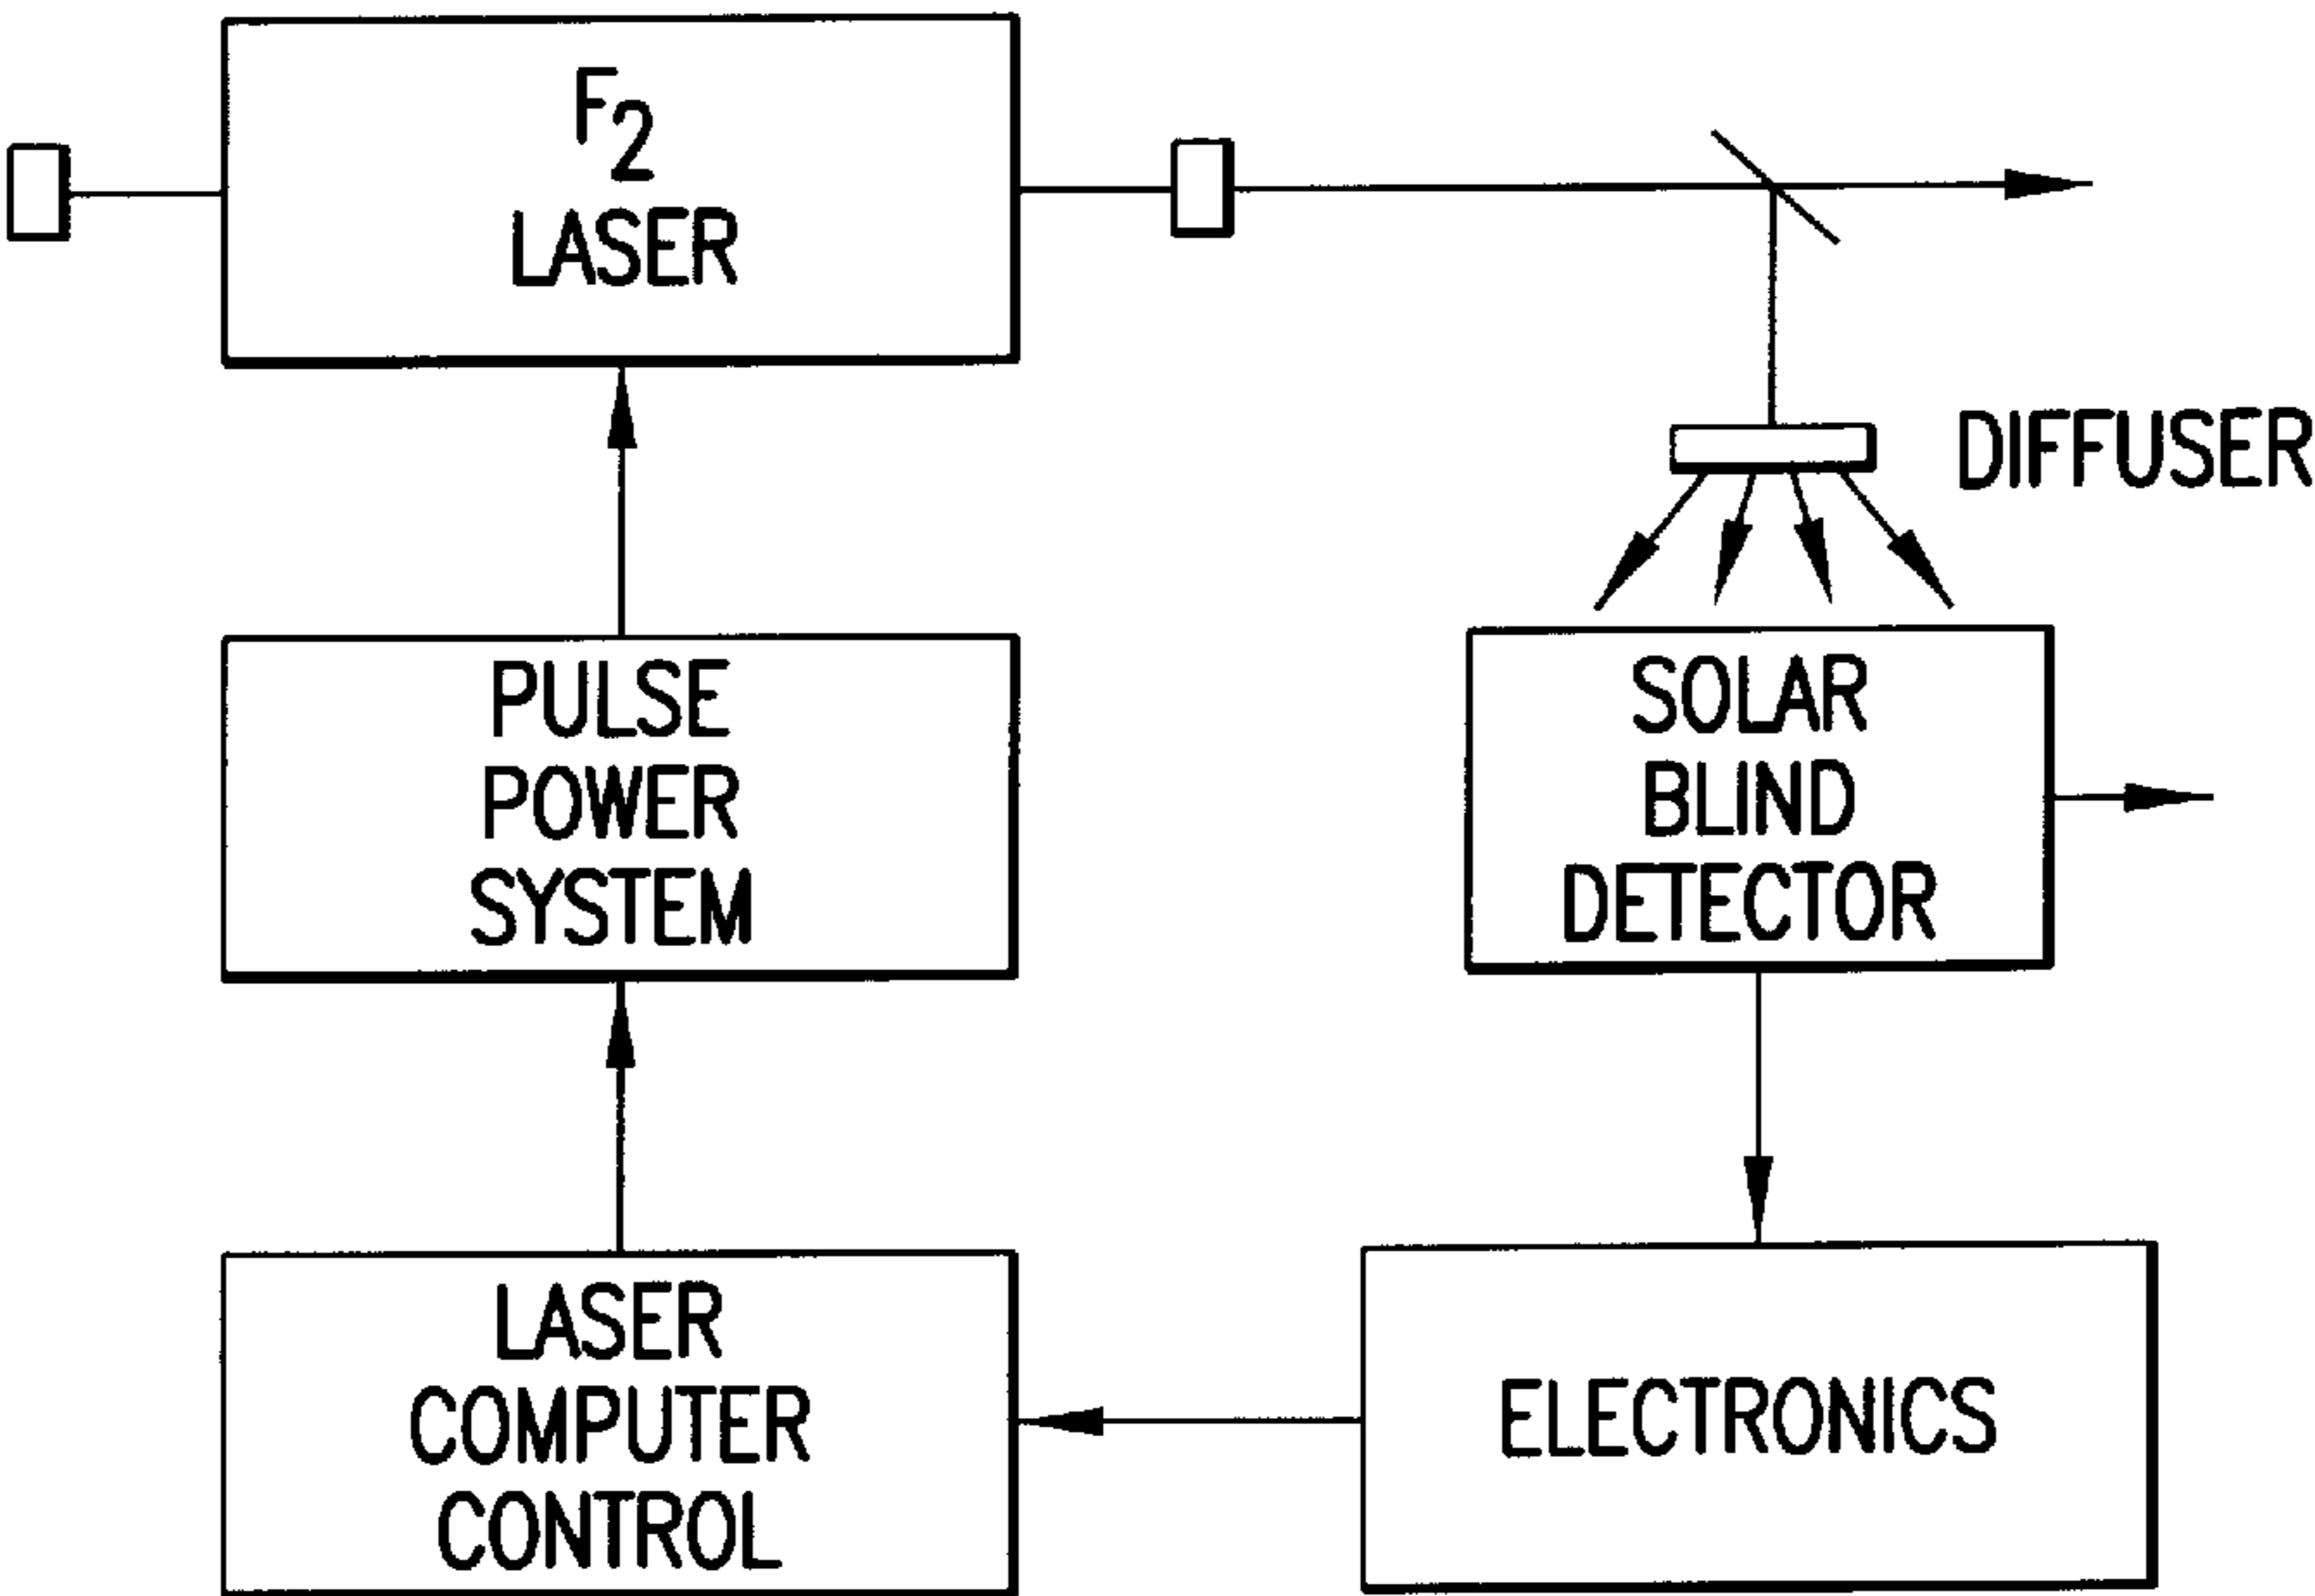 F2
LASER
DIFFUSER
PULSE
POWER
SYSTEM
SOLAR
BLIND
DETECTOR
LASER
COMPUTER
CONTROL
ELECTRONICS